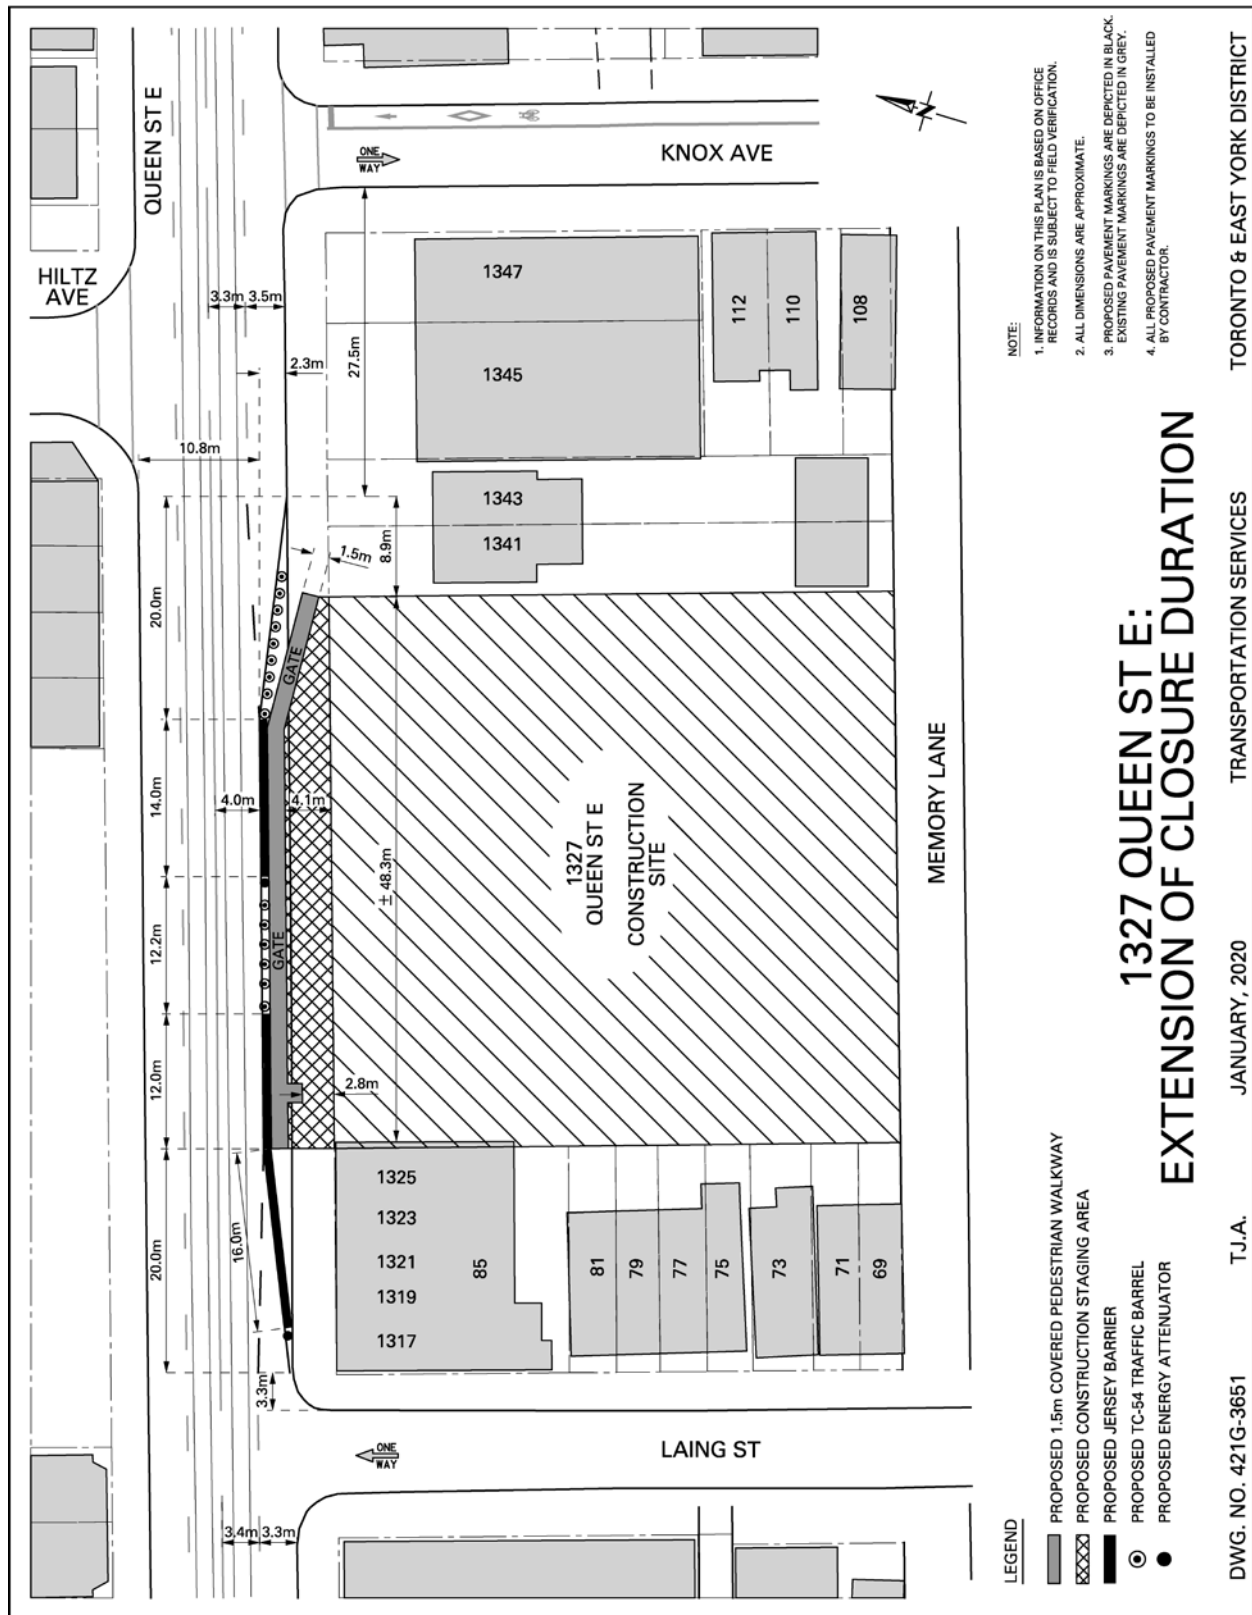 QUEEN ST E
HILTZ
AVE
KNOX AVE
ONE
WAY
3.3m
3.5m
2.3m
27.5m
10.8m
8.9m
1.5m
20.0m
14.0m
12.2m
12.0m
20.0m
16.0m
4.0m
4.1m
± 48.3m
2.8m
3.3m
3.4m
3.3m
GATE
GATE
1347
1345
1343
1341
112
110
108
1327
QUEEN ST E
CONSTRUCTION
SITE
MEMORY LANE
1325
1323
1321
1319
1317
85
81
79
77
75
73
71
69
LAING ST
ONE
WAY
N
NOTE:
1. INFORMATION ON THIS PLAN IS BASED ON OFFICE
RECORDS AND IS SUBJECT TO FIELD VERIFICATION.
2. ALL DIMENSIONS ARE APPROXIMATE.
3. PROPOSED PAVEMENT MARKINGS ARE DEPICTED IN BLACK.
EXISTING PAVEMENT MARKINGS ARE DEPICTED IN GREY.
4. ALL PROPOSED PAVEMENT MARKINGS TO BE INSTALLED
BY CONTRACTOR.
LEGEND
PROPOSED 1.5m COVERED PEDESTRIAN WALKWAY
PROPOSED CONSTRUCTION STAGING AREA
PROPOSED JERSEY BARRIER
PROPOSED TC-54 TRAFFIC BARREL
PROPOSED ENERGY ATTENUATOR
1327 QUEEN ST E:
EXTENSION OF CLOSURE DURATION
DWG. NO. 421G-3651 T.J.A. JANUARY, 2020 TRANSPORTATION SERVICES TORONTO & EAST YORK DISTRICT